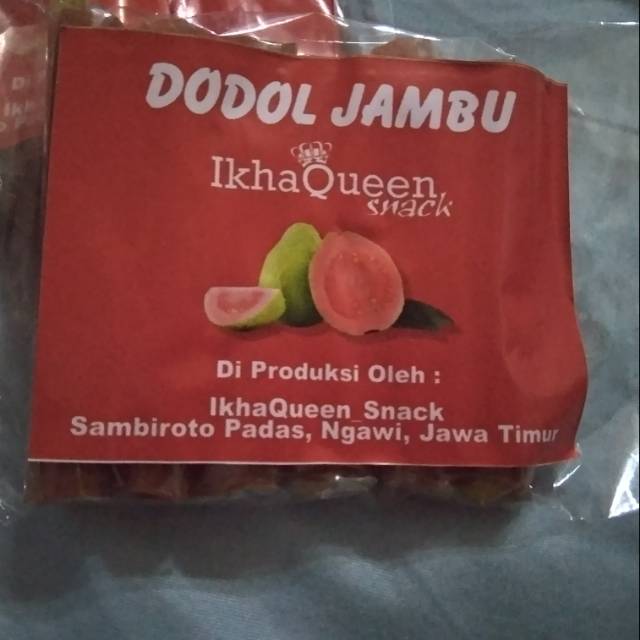 DODOL JAMBU
IkhaQueen
snack
Di Produksi Oleh :
IkhaQueen_Snack
Sambiroto Padas, Ngawi, Jawa Timur